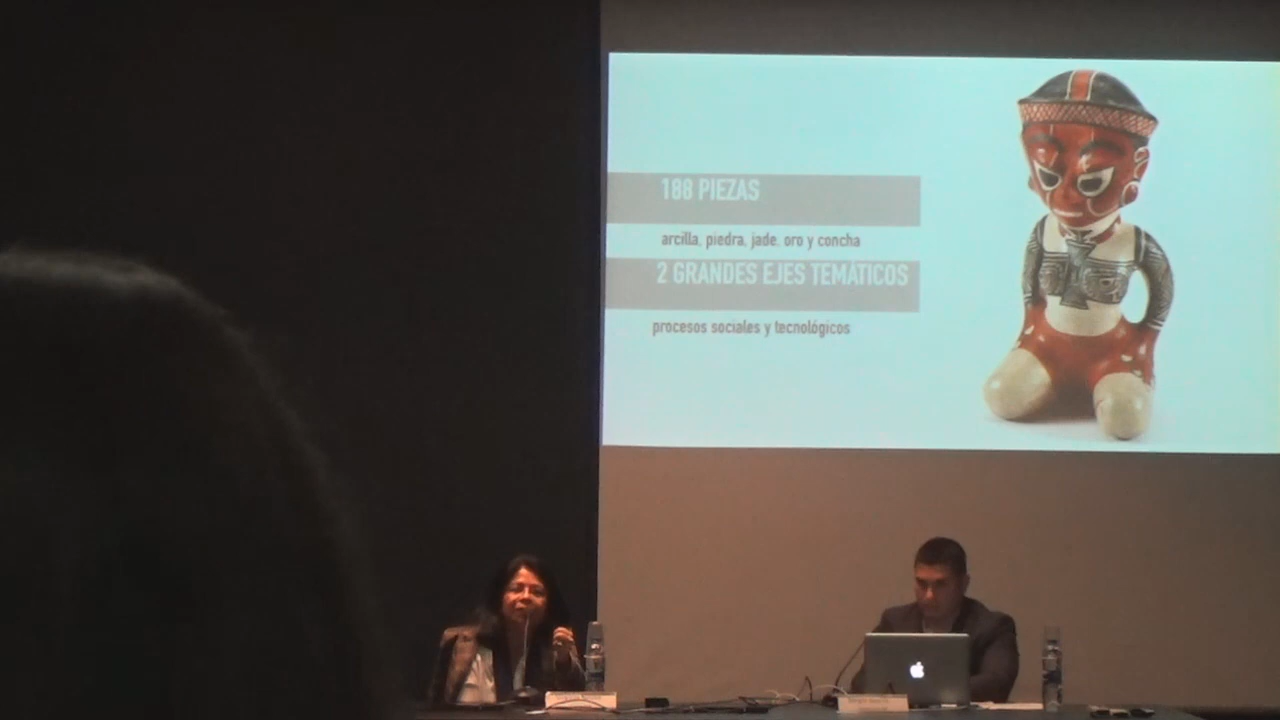 188 PIEZAS
arcilla, piedra, jade, oro y concha
2 GRANDES EJES TEMÁTICOS
procesos sociales y tecnológicos